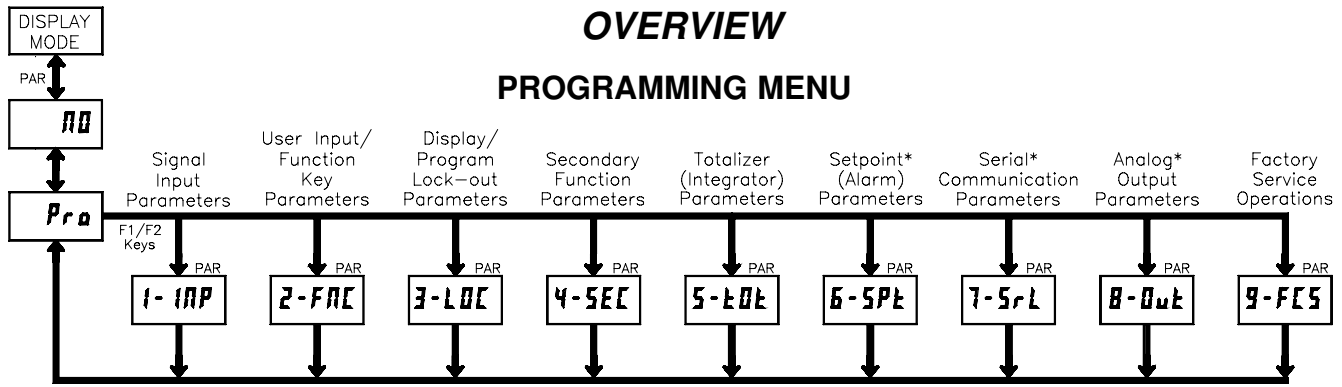 OVERVIEW
PROGRAMMING MENU
DISPLAY
MODE
PAR
NO
Pro
F1/F2
Keys
Signal
Input
Parameters
PAR
1-INP
User Input/
Function
Key
Parameters
PAR
2-FNC
Display/
Program
Lock-out
Parameters
PAR
3-LOC
Secondary
Function
Parameters
PAR
4-SEC
Totalizer
(Integrator)
Parameters
PAR
5-tOt
Setpoint*
(Alarm)
Parameters
PAR
6-SPt
Serial*
Communication
Parameters
PAR
7-SrL
Analog*
Output
Parameters
PAR
8-Out
Factory
Service
Operations
PAR
9-FCS